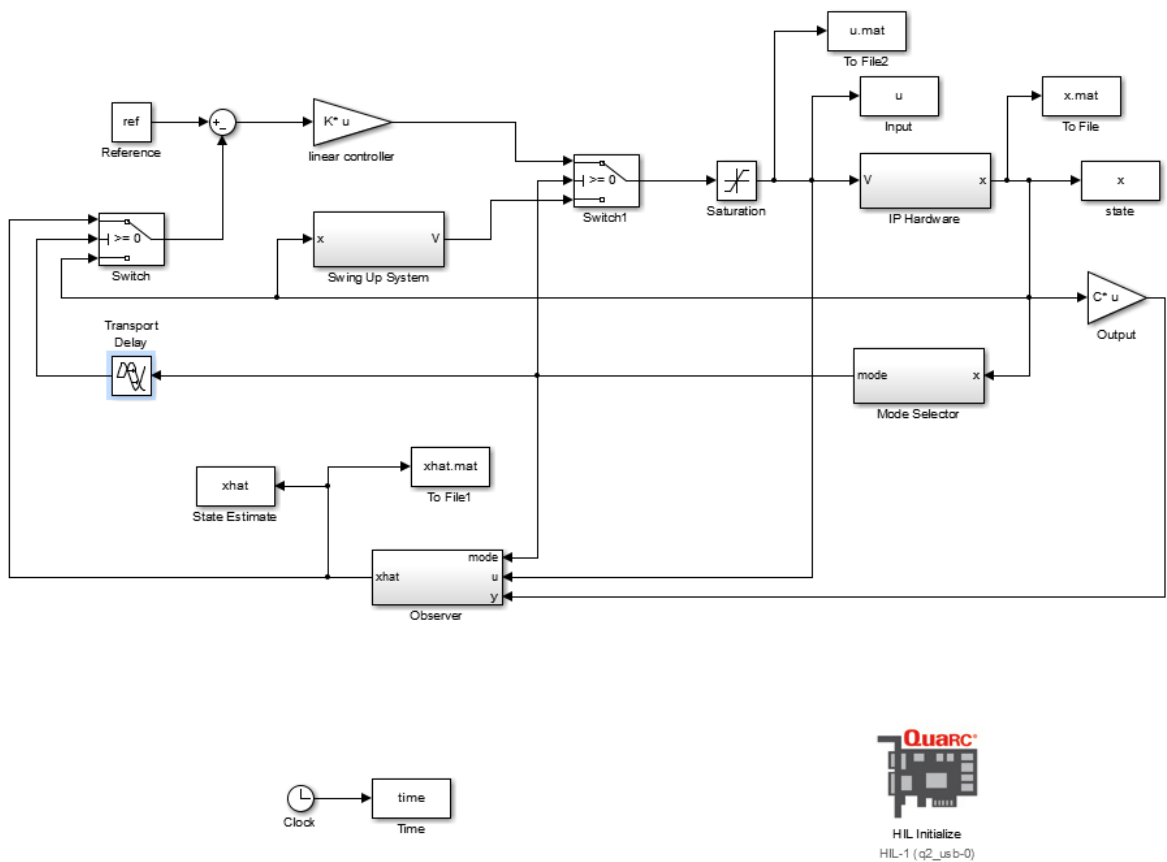 u.mat
To File2
ref
Reference
+
−
K* u
linear controller
u
Input
x.mat
To File
>= 0
Switch1
Saturation
V
x
IP Hardware
x
state
>= 0
Switch
x
V
Swing Up System
C* u
Output
Transport
Delay
mode
x
Mode Selector
xhat
State Estimate
xhat.mat
To File1
mode
xhat
u
y
Observer
QUARC®
Clock
time
Time
HIL Initialize
HIL-1 (q2_usb-0)